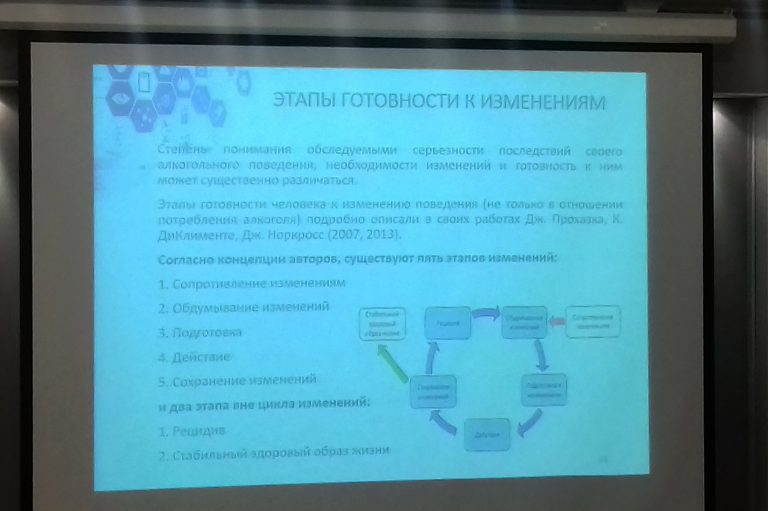 ЭТАПЫ ГОТОВНОСТИ К ИЗМЕНЕНИЯМ
Степень понимания обследуемыми серьезности последствий своего
алкогольного поведения, необходимости изменений и готовность к ним
может существенно различаться.
Этапы готовности человека к изменению поведения (не только в отношении
потребления алкоголя) подробно описали в своих работах Дж. Прохазка, К.
ДиКлименте, Дж. Норкросс (2007, 2013).
Согласно концепции авторов, существуют пять этапов изменений:
1. Сопротивление изменениям
2. Обдумывание изменений
3. Подготовка
4. Действие
5. Сохранение изменений
и два этапа вне цикла изменений:
1. Рецидив
2. Стабильный здоровый образ жизни
Стабильный
здоровый
образ жизни
Рецидив
Обдумывание
изменений
Сопротивление
изменениям
Сохранение
изменений
Подготовка к
изменениям
Действие